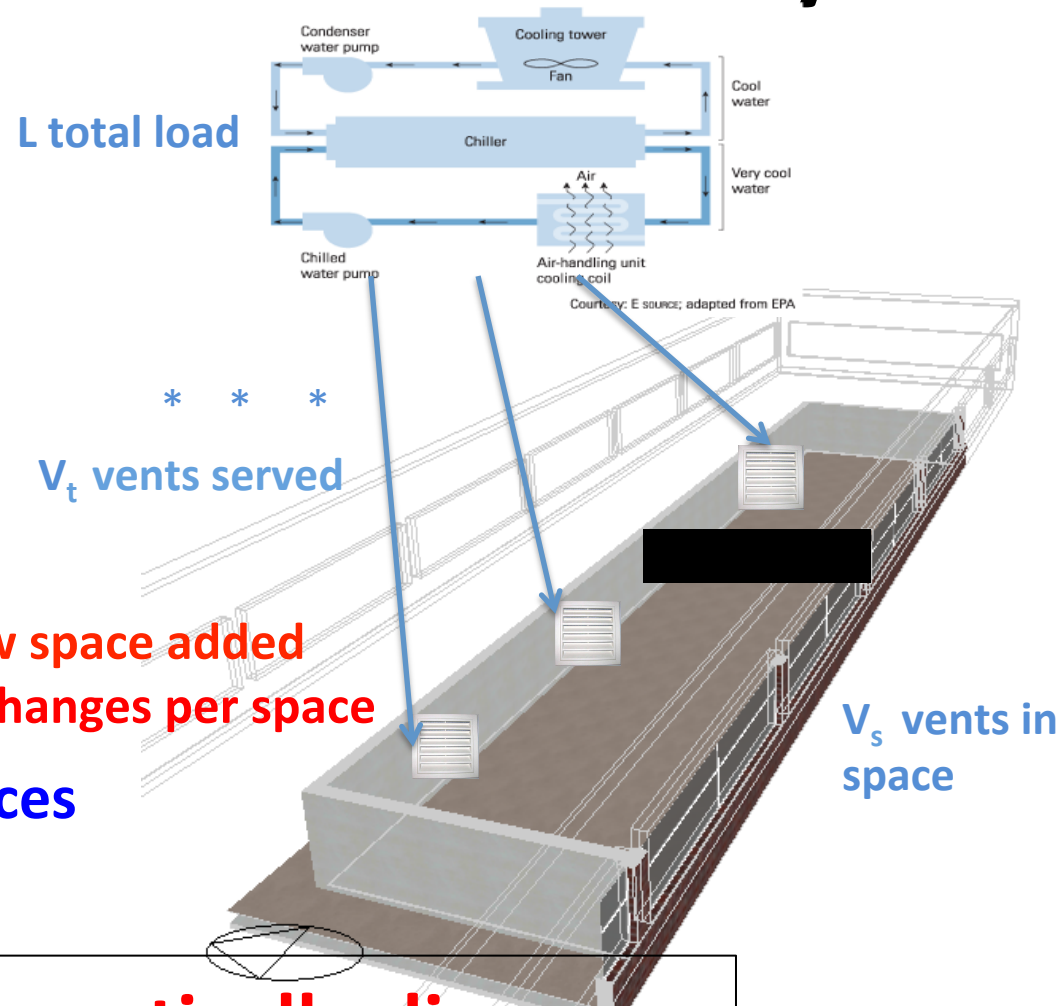 Condenser
water pump
Cooling tower
Fan
Cool
water
L total load
Chiller
Air
Very cool
water
Chilled
water pump
Air-handling unit
cooling coil
Courtesy: E SOURCE; adapted from EPA
* * *
Vt vents served
space added
hanges per space
Vs vents in
space
ces